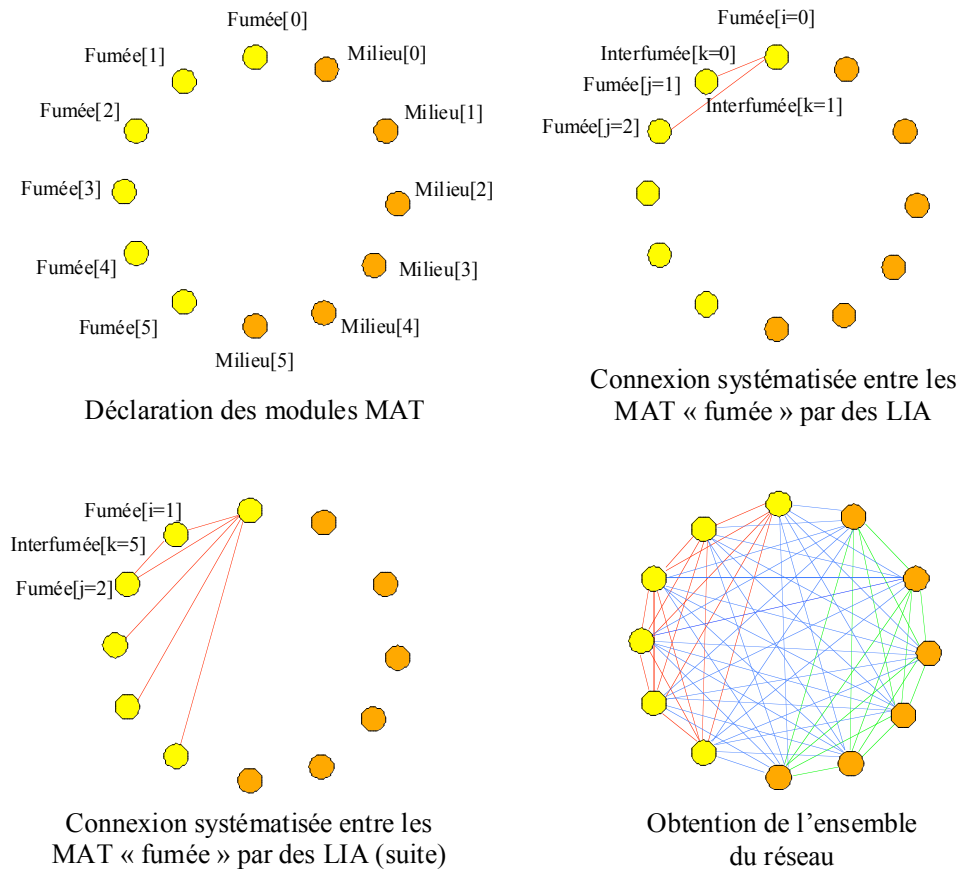 Fumée[0]
Milieu[0]
Fumée[1]
Fumée[2]
Milieu[1]
Fumée[3]
Milieu[2]
Fumée[4]
Milieu[3]
Fumée[5]
Milieu[4]
Milieu[5]
Déclaration des modules MAT
Fumée[i=0]
Interfumée[k=0]
Fumée[j=1]
Interfumée[k=1]
Fumée[j=2]
Connexion systématisée entre les
MAT « fumée » par des LIA
Fumée[i=1]
Interfumée[k=5]
Fumée[j=2]
Connexion systématisée entre les
MAT « fumée » par des LIA (suite)
Obtention de l’ensemble
du réseau